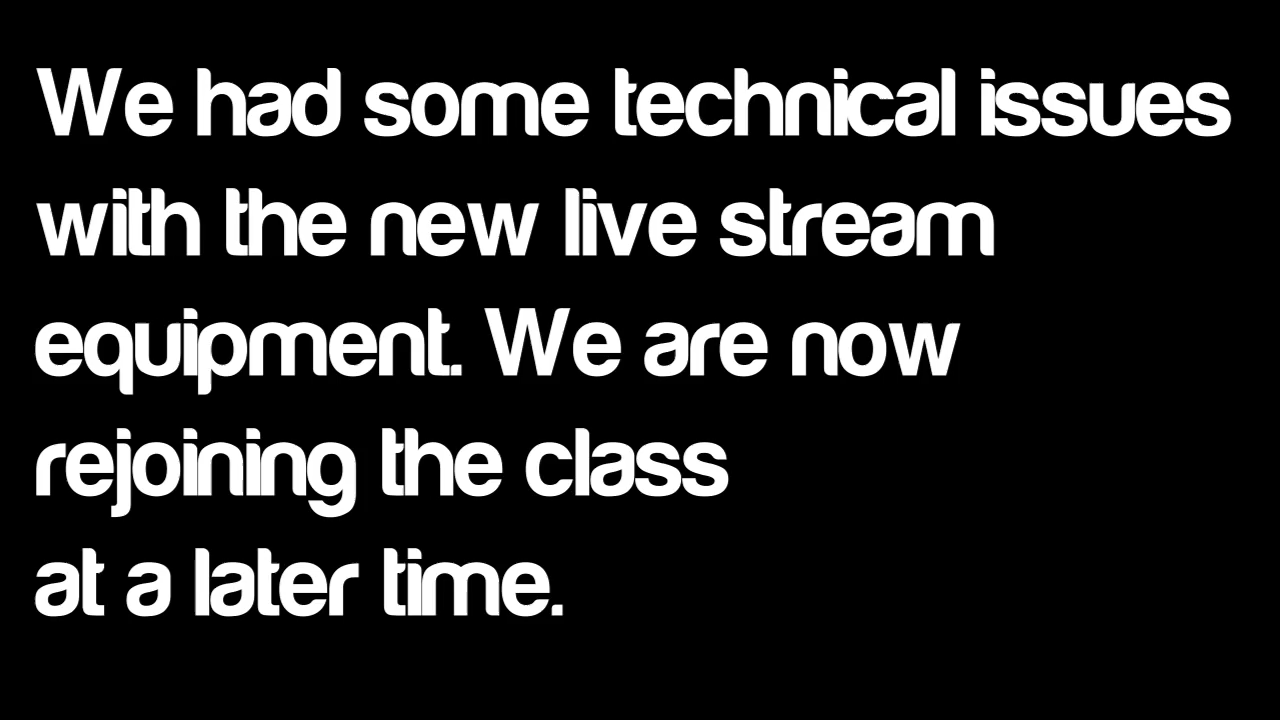 We had some technical issues
with the new live stream
equipment. We are now
rejoining the class
at a later time.